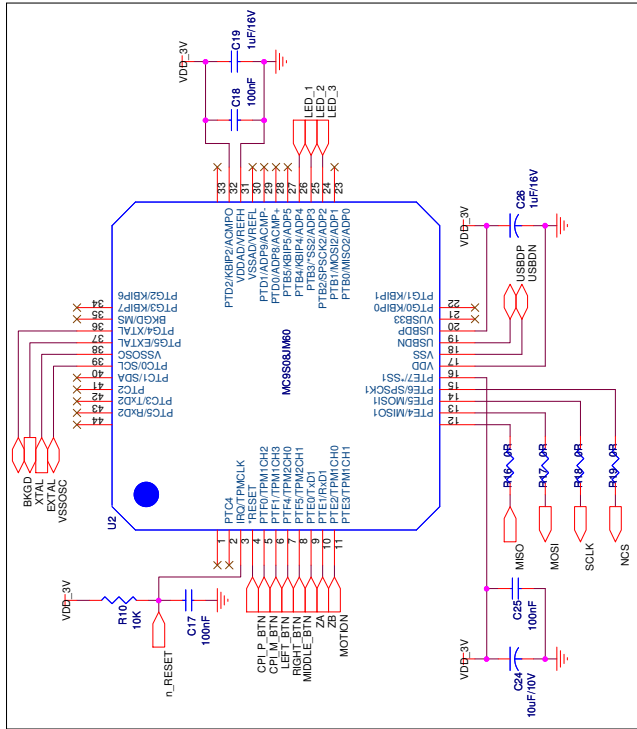 VDD_3V
C19
1uF/16V
C18
100nF
LED_1
LED_2
LED_3
33
32
31
30
29
28
27
26
25
24
23
PTD2/KBIP2/ACMPO
VDDAD/VREFH
VSSAD/VREFL
PTD1/ADP9/ACMP-
PTD0/ADP8/ACMP+
PTB5/KBIP5/ADP5
PTB4/KBIP4/ADP4
PTB3/*SS2/ADP3
PTB2/SPSCK2/ADP2
PTB1/MOSI2/ADP1
PTB0/MISO2/ADP0
34
35
36
37
38
39
40
41
42
43
44
PTG2/KBIP6
PTG3/KBIP7
BKGD/MS
PTG4/XTAL
PTG5/EXTAL
VSSOSC
PTC0/SCL
PTC1/SDA
PTC2
PTC3/TxD2
PTC5/RxD2
BKGD
XTAL
EXTAL
VSSOSC
MC9S08JM60
U2
PTG1/KBIP1
PTG0/KBIP0
VUSB33
USBDP
USBDN
VSS
VDD
PTE7/*SS1
PTE6/SPSCK1
PTE5/MOSI1
PTE4/MISO1
22
21
20
19
18
17
16
15
14
13
12
VDD_3V
C26
1uF/16V
USBDP
USBDN
PTC4
IRQ/TPMCLK
*RESET
PTF0/TPM1CH2
PTF1/TPM1CH3
PTF4/TPM2CH0
PTF5/TPM2CH1
PTE0/TxD1
PTE1/RxD1
PTE2/TPM1CH0
PTE3/TPM1CH1
1
2
3
4
5
6
7
8
9
10
11
VDD_3V
R10
10K
C17
100nF
n_RESET
CPI_P_BTN
CPI_M_BTN
LEFT_BTN
RIGHT_BTN
MIDDLE_BTN
ZA
ZB
MOTION
R16 0R
R17 0R
R18 0R
R19 0R
MISO
MOSI
SCLK
NCS
VDD_3V
C25
100nF
C24
10uF/10V